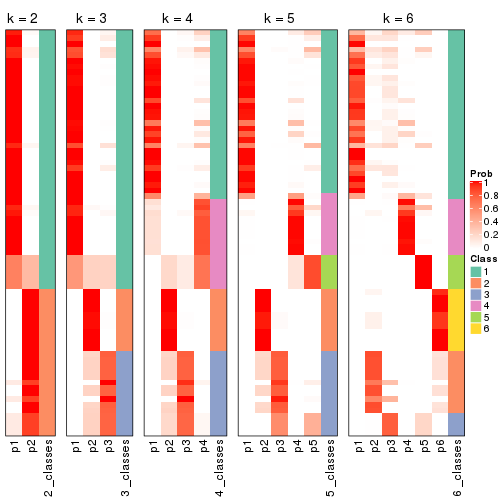 k = 2
k = 3
k = 4
k = 5
k = 6
Prob
1
0.8
0.6
0.4
0.2
0
Class
1
2
3
4
5
6
p1
p2
2_classes
p1
p2
p3
3_classes
p1
p2
p3
p4
4_classes
p1
p2
p3
p4
p5
5_classes
p1
p2
p3
p4
p5
p6
6_classes